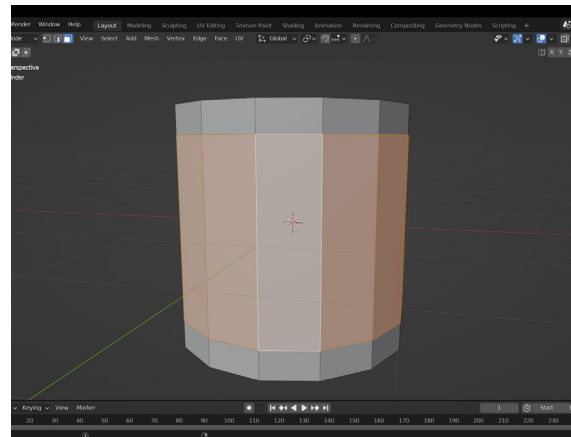 Render Window Help Layout Modeling Sculpting UV Editing Texture Paint Shading Animation Rendering Compositing Geometry Nodes Scripting +
ode View Select Add Mesh Vertex Edge Face UV Global
X Y Z
erspective
inder
Keying View Marker 1 Start
20 30 40 50 60 70 80 90 100 110 120 130 140 150 160 170 180 190 200 210 220 230